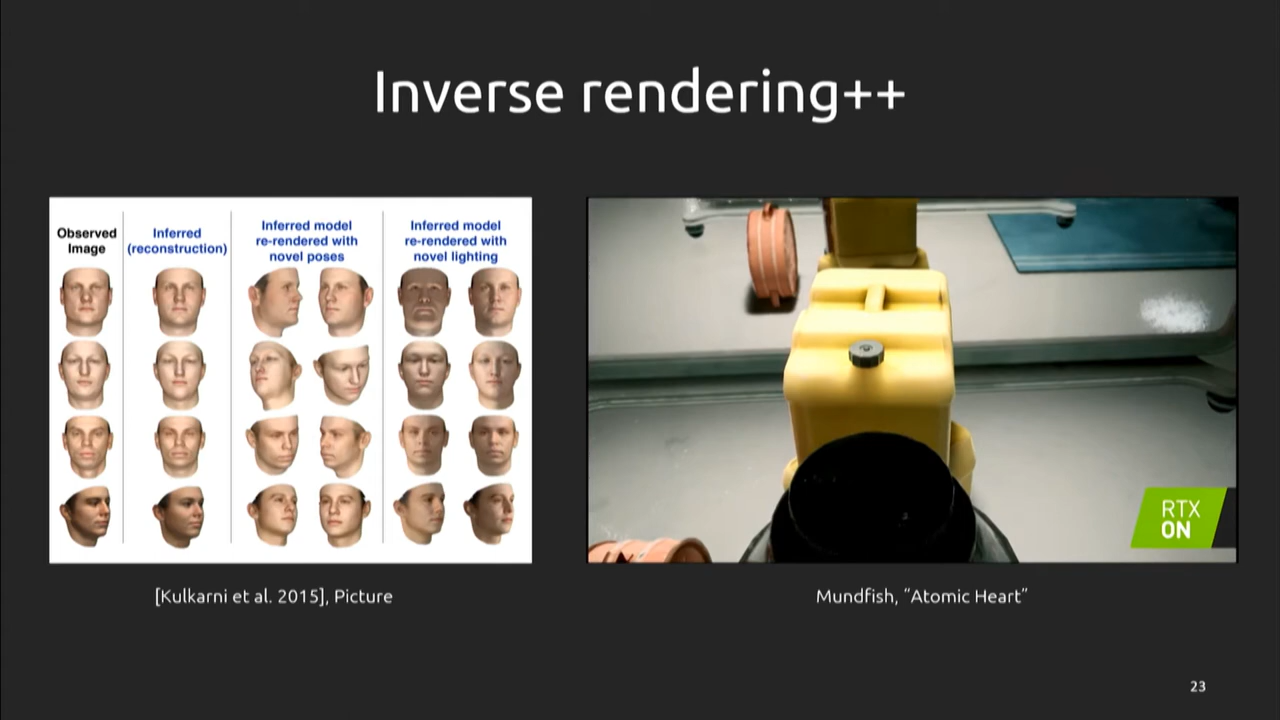 Inverse rendering++
Observed
Image
Inferred
(reconstruction)
Inferred model
re-rendered with
novel poses
Inferred model
re-rendered with
novel lighting
RTX
ON
[Kulkarni et al. 2015], Picture
Mundfish, “Atomic Heart”
23